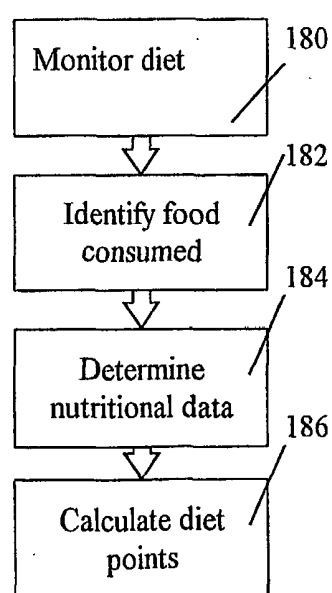 180
Monitor diet
182
Identify food
consumed
184
Determine
nutritional data
186
Calculate diet
points